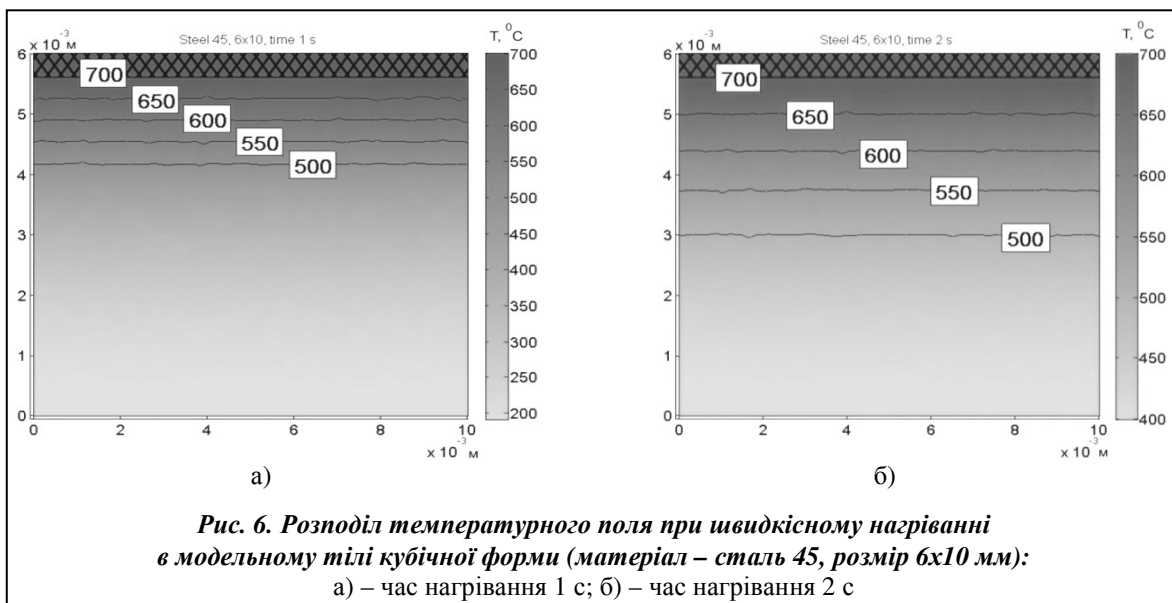 Steel 45, 6x10, time 1 s
x 10 -3 м
T, 0C
6
5
4
3
2
1
0
700
650
600
550
500
0 2 4 6 8 10
x 10 -3 м
700
650
600
550
500
450
400
350
300
250
200
а)
Steel 45, 6x10, time 2 s
x 10 -3 м
T, 0C
6
5
4
3
2
1
0
700
650
600
550
500
0 2 4 6 8 10
x 10 -3 м
700
650
600
550
500
450
400
б)
Рис. 6. Розподіл температурного поля при швидкісному нагріванні
в модельному тілі кубічної форми (матеріал – сталь 45, розмір 6х10 мм):
а) – час нагрівання 1 с; б) – час нагрівання 2 с